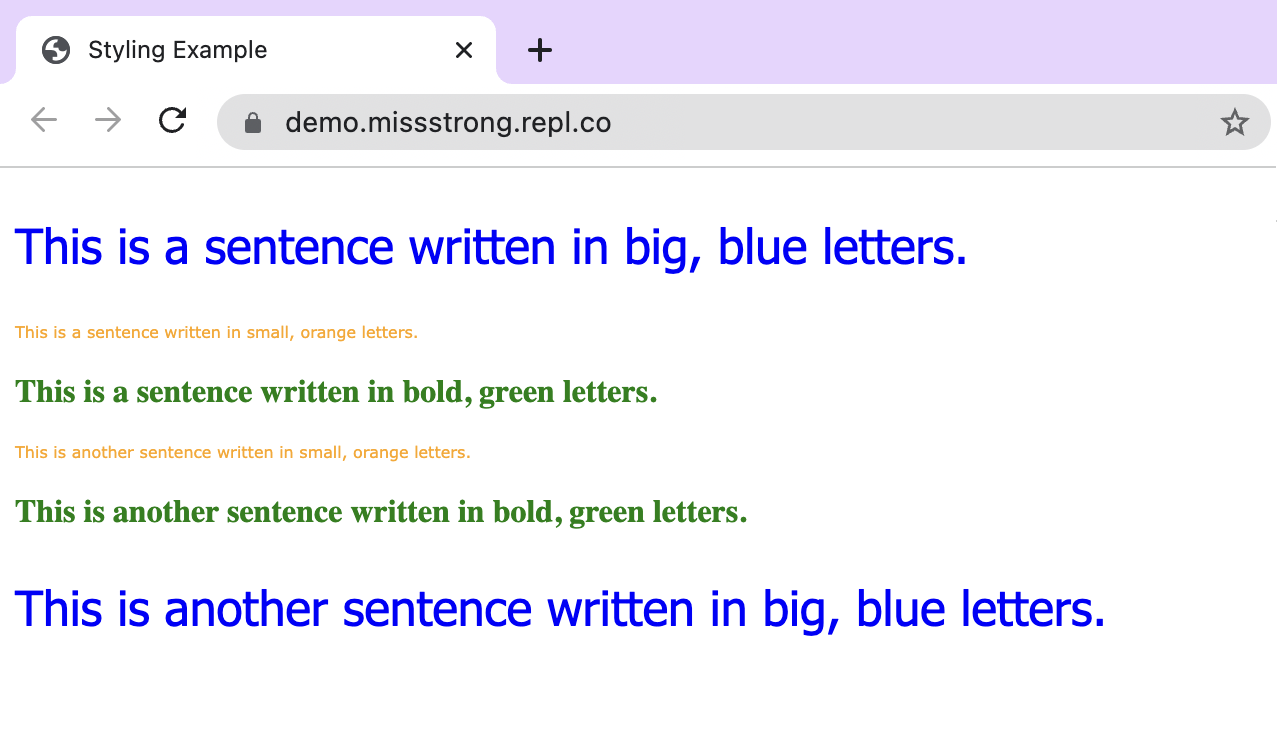 Styling Example
demo.missstrong.repl.co
This is a sentence written in big, blue letters.
This is a sentence written in small, orange letters.
This is a sentence written in bold, green letters.
This is another sentence written in small, orange letters.
This is another sentence written in bold, green letters.
This is another sentence written in big, blue letters.